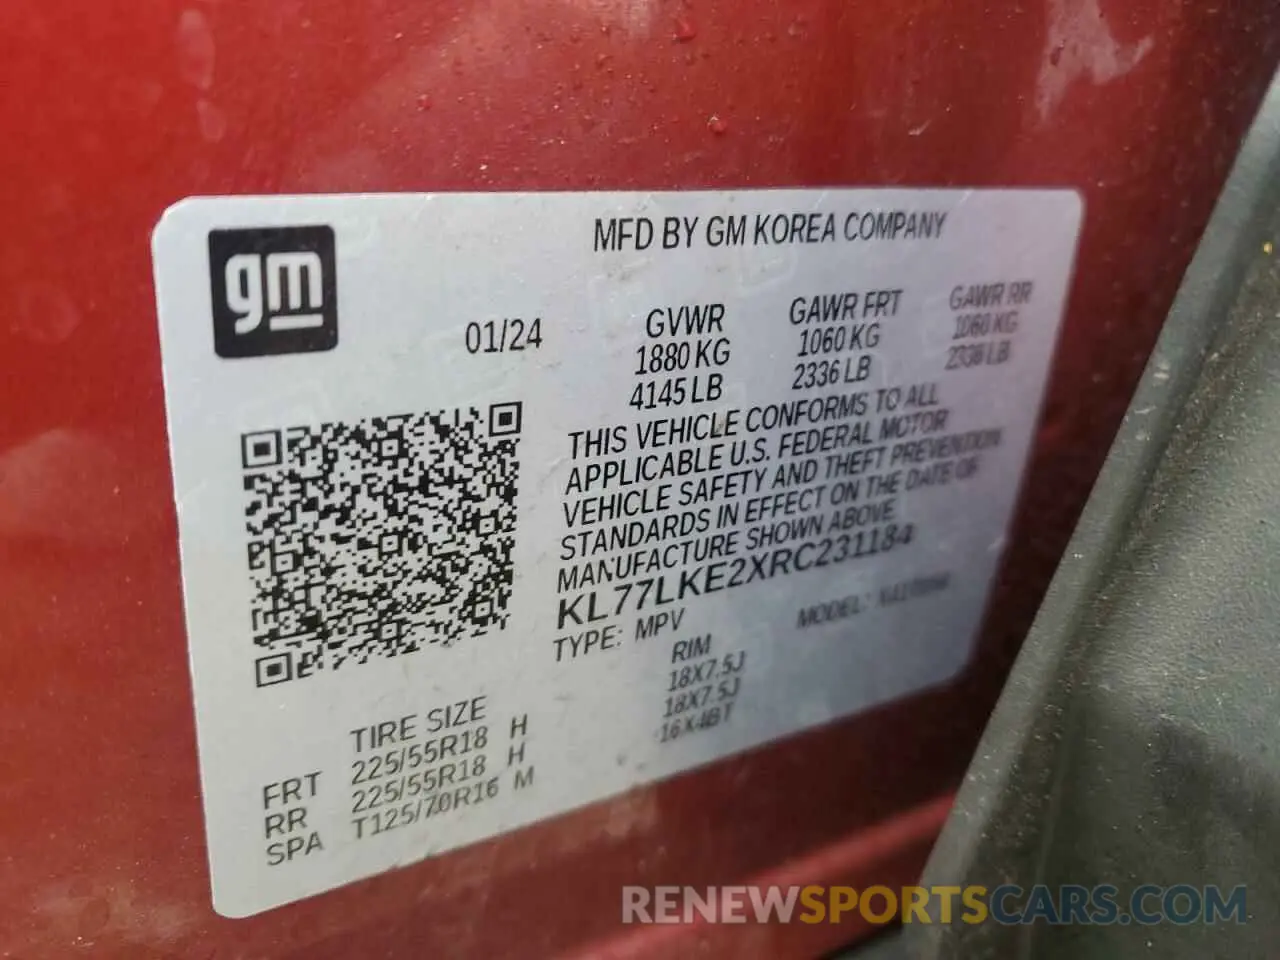 gm
MFD BY GM KOREA COMPANY
01/24
GVWR GAWR FRT GAWR RR
1880 KG 1060 KG 1060 KG
4145 LB 2336 LB 2336 LB
THIS VEHICLE CONFORMS TO ALL
APPLICABLE U.S. FEDERAL MOTOR
VEHICLE SAFETY AND THEFT PREVENTION
STANDARDS IN EFFECT ON THE DATE OF
MANUFACTURE SHOWN ABOVE
KL77LKE2XRC231184
TYPE: MPV MODEL:
TIRE SIZE RIM
FRT 225/55R18 H 18X7.5J
RR 225/55R18 H 18X7.5J
SPA T125/70R16 M 16X4BT
RENEWSPORTSCARS.COM